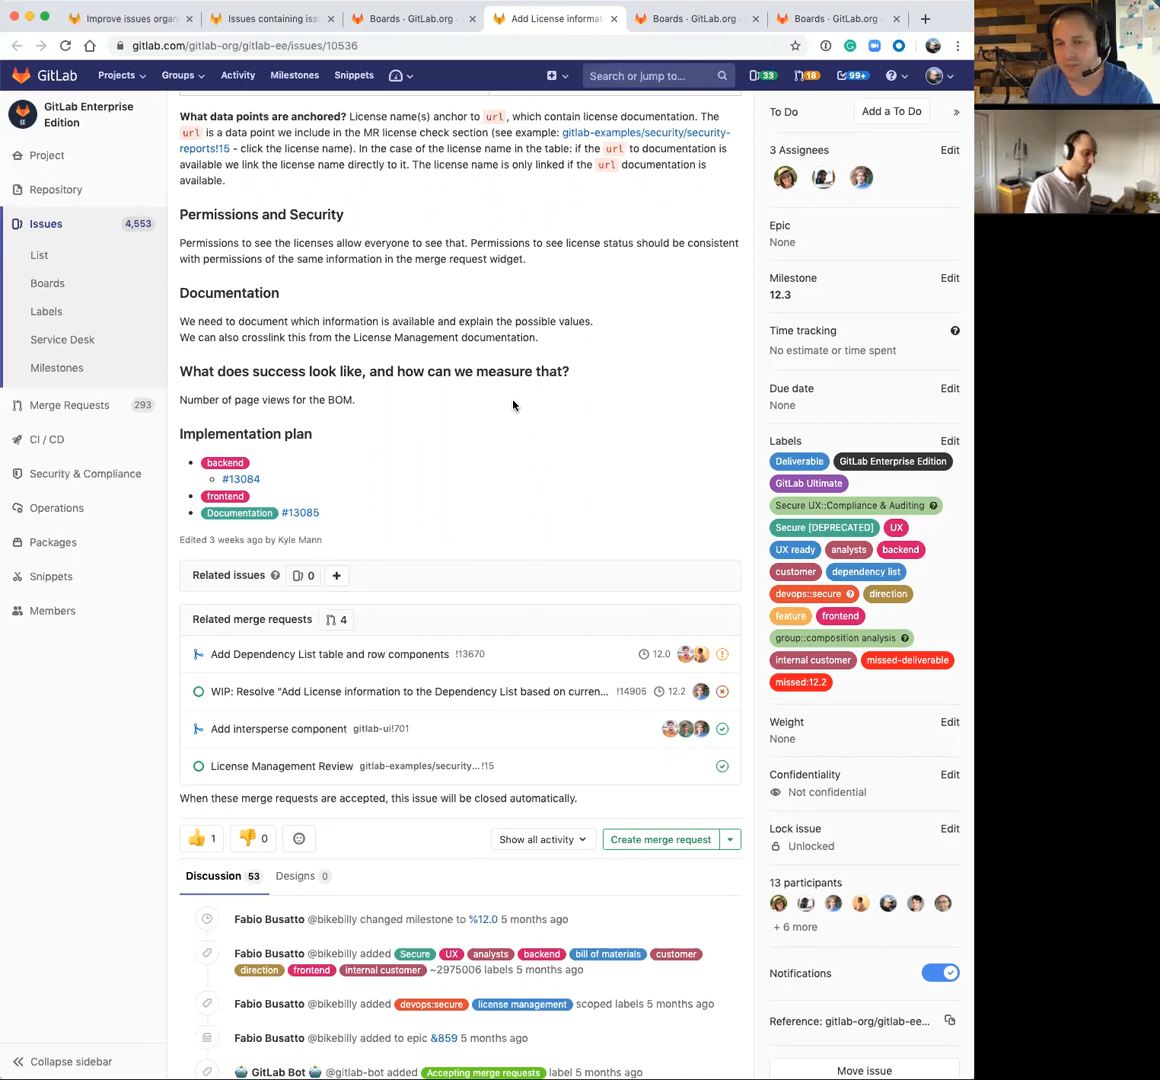 Improve issues organ
Issues containing iss
Boards · GitLab.org
Add License informat
Boards · GitLab.org
Boards · GitLab.org
gitlab.com/gitlab-org/gitlab-ee/issues/10536
GitLab
Projects
Groups
Activity
Milestones
Snippets
Search or jump to...
33
18
99+
GitLab Enterprise
Edition
Project
Repository
Issues
4,553
List
Boards
Labels
Service Desk
Milestones
Merge Requests
293
CI / CD
Security & Compliance
Operations
Packages
Snippets
Members
Collapse sidebar
What data points are anchored? License name(s) anchor to url, which contain license documentation. The
url is a data point we include in the MR license check section (see example: gitlab-examples/security/security-
reports!15 - click the license name). In the case of the license name in the table: if the url to documentation is
available we link the license name directly to it. The license name is only linked if the url documentation is
available.
Permissions and Security
Permissions to see the licenses allow everyone to see that. Permissions to see license status should be consistent
with permissions of the same information in the merge request widget.
Documentation
We need to document which information is available and explain the possible values.
We can also crosslink this from the License Management documentation.
What does success look like, and how can we measure that?
Number of page views for the BOM.
Implementation plan
backend
#13084
frontend
Documentation #13085
Edited 3 weeks ago by Kyle Mann
Related issues
0
Related merge requests
4
Add Dependency List table and row components !13670
12.0
WIP: Resolve "Add License information to the Dependency List based on curren... !14905
12.2
Add intersperse component gitlab-ui!701
License Management Review gitlab-examples/security...!15
When these merge requests are accepted, this issue will be closed automatically.
1
0
Show all activity
Create merge request
Discussion 53
Designs 0
Fabio Busatto @bikebilly changed milestone to %12.0 5 months ago
Fabio Busatto @bikebilly added Secure UX analysts backend bill of materials customer
direction frontend internal customer ~2975006 labels 5 months ago
Fabio Busatto @bikebilly added devops:secure license management scoped labels 5 months ago
Fabio Busatto @bikebilly added to epic &859 5 months ago
GitLab Bot @gitlab-bot added Accepting merge requests label 5 months ago
To Do
Add a To Do
3 Assignees
Edit
Epic
None
Milestone
Edit
12.3
Time tracking
No estimate or time spent
Due date
Edit
None
Labels
Edit
Deliverable
GitLab Enterprise Edition
GitLab Ultimate
Secure UX::Compliance & Auditing
Secure [DEPRECATED]
UX
UX ready
analysts
backend
customer
dependency list
devops::secure
direction
feature
frontend
group::composition analysis
internal customer
missed-deliverable
missed:12.2
Weight
Edit
None
Confidentiality
Edit
Not confidential
Lock issue
Edit
Unlocked
13 participants
+ 6 more
Notifications
Reference: gitlab-org/gitlab-ee...
Move issue